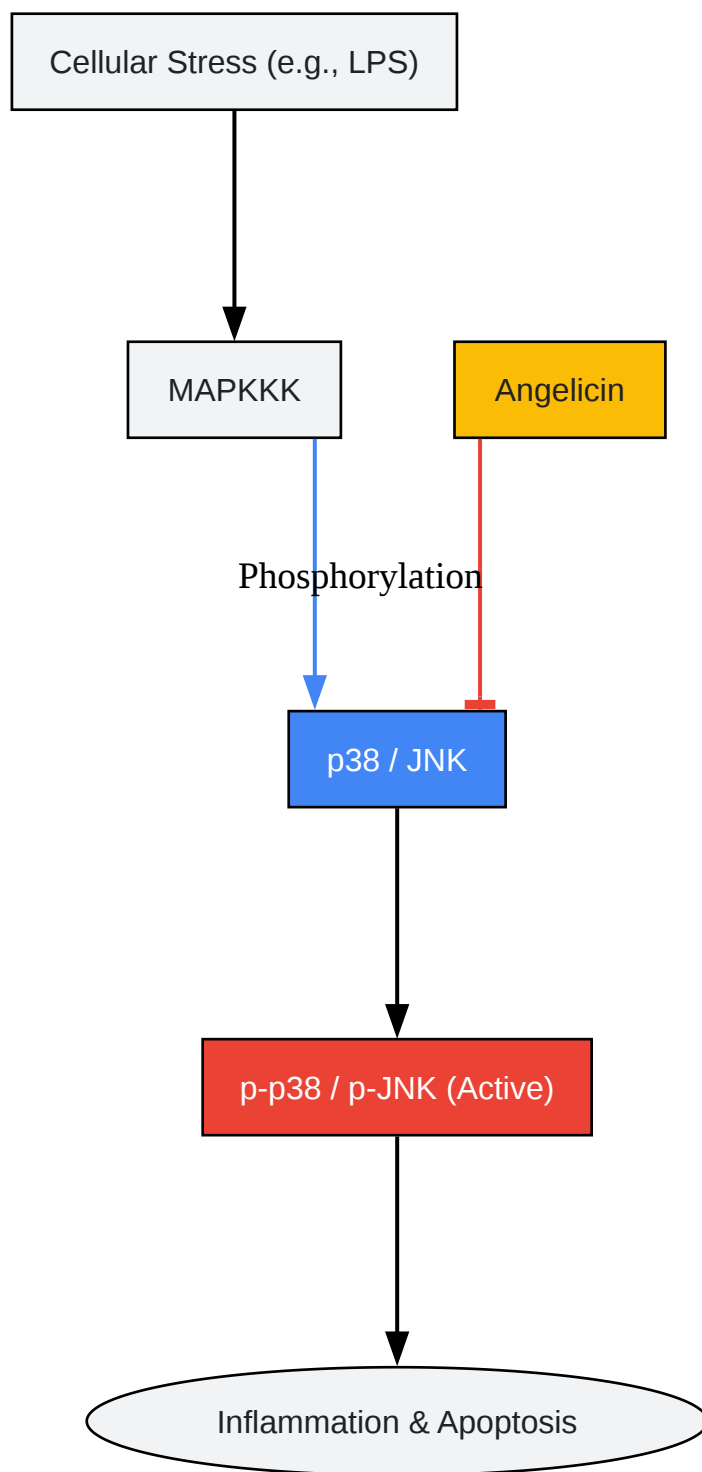 Cellular Stress (e.g., LPS)
MAPKKK
Angelicin
Phosphorylation
p38 / JNK
p-p38 / p-JNK (Active)
Inflammation & Apoptosis